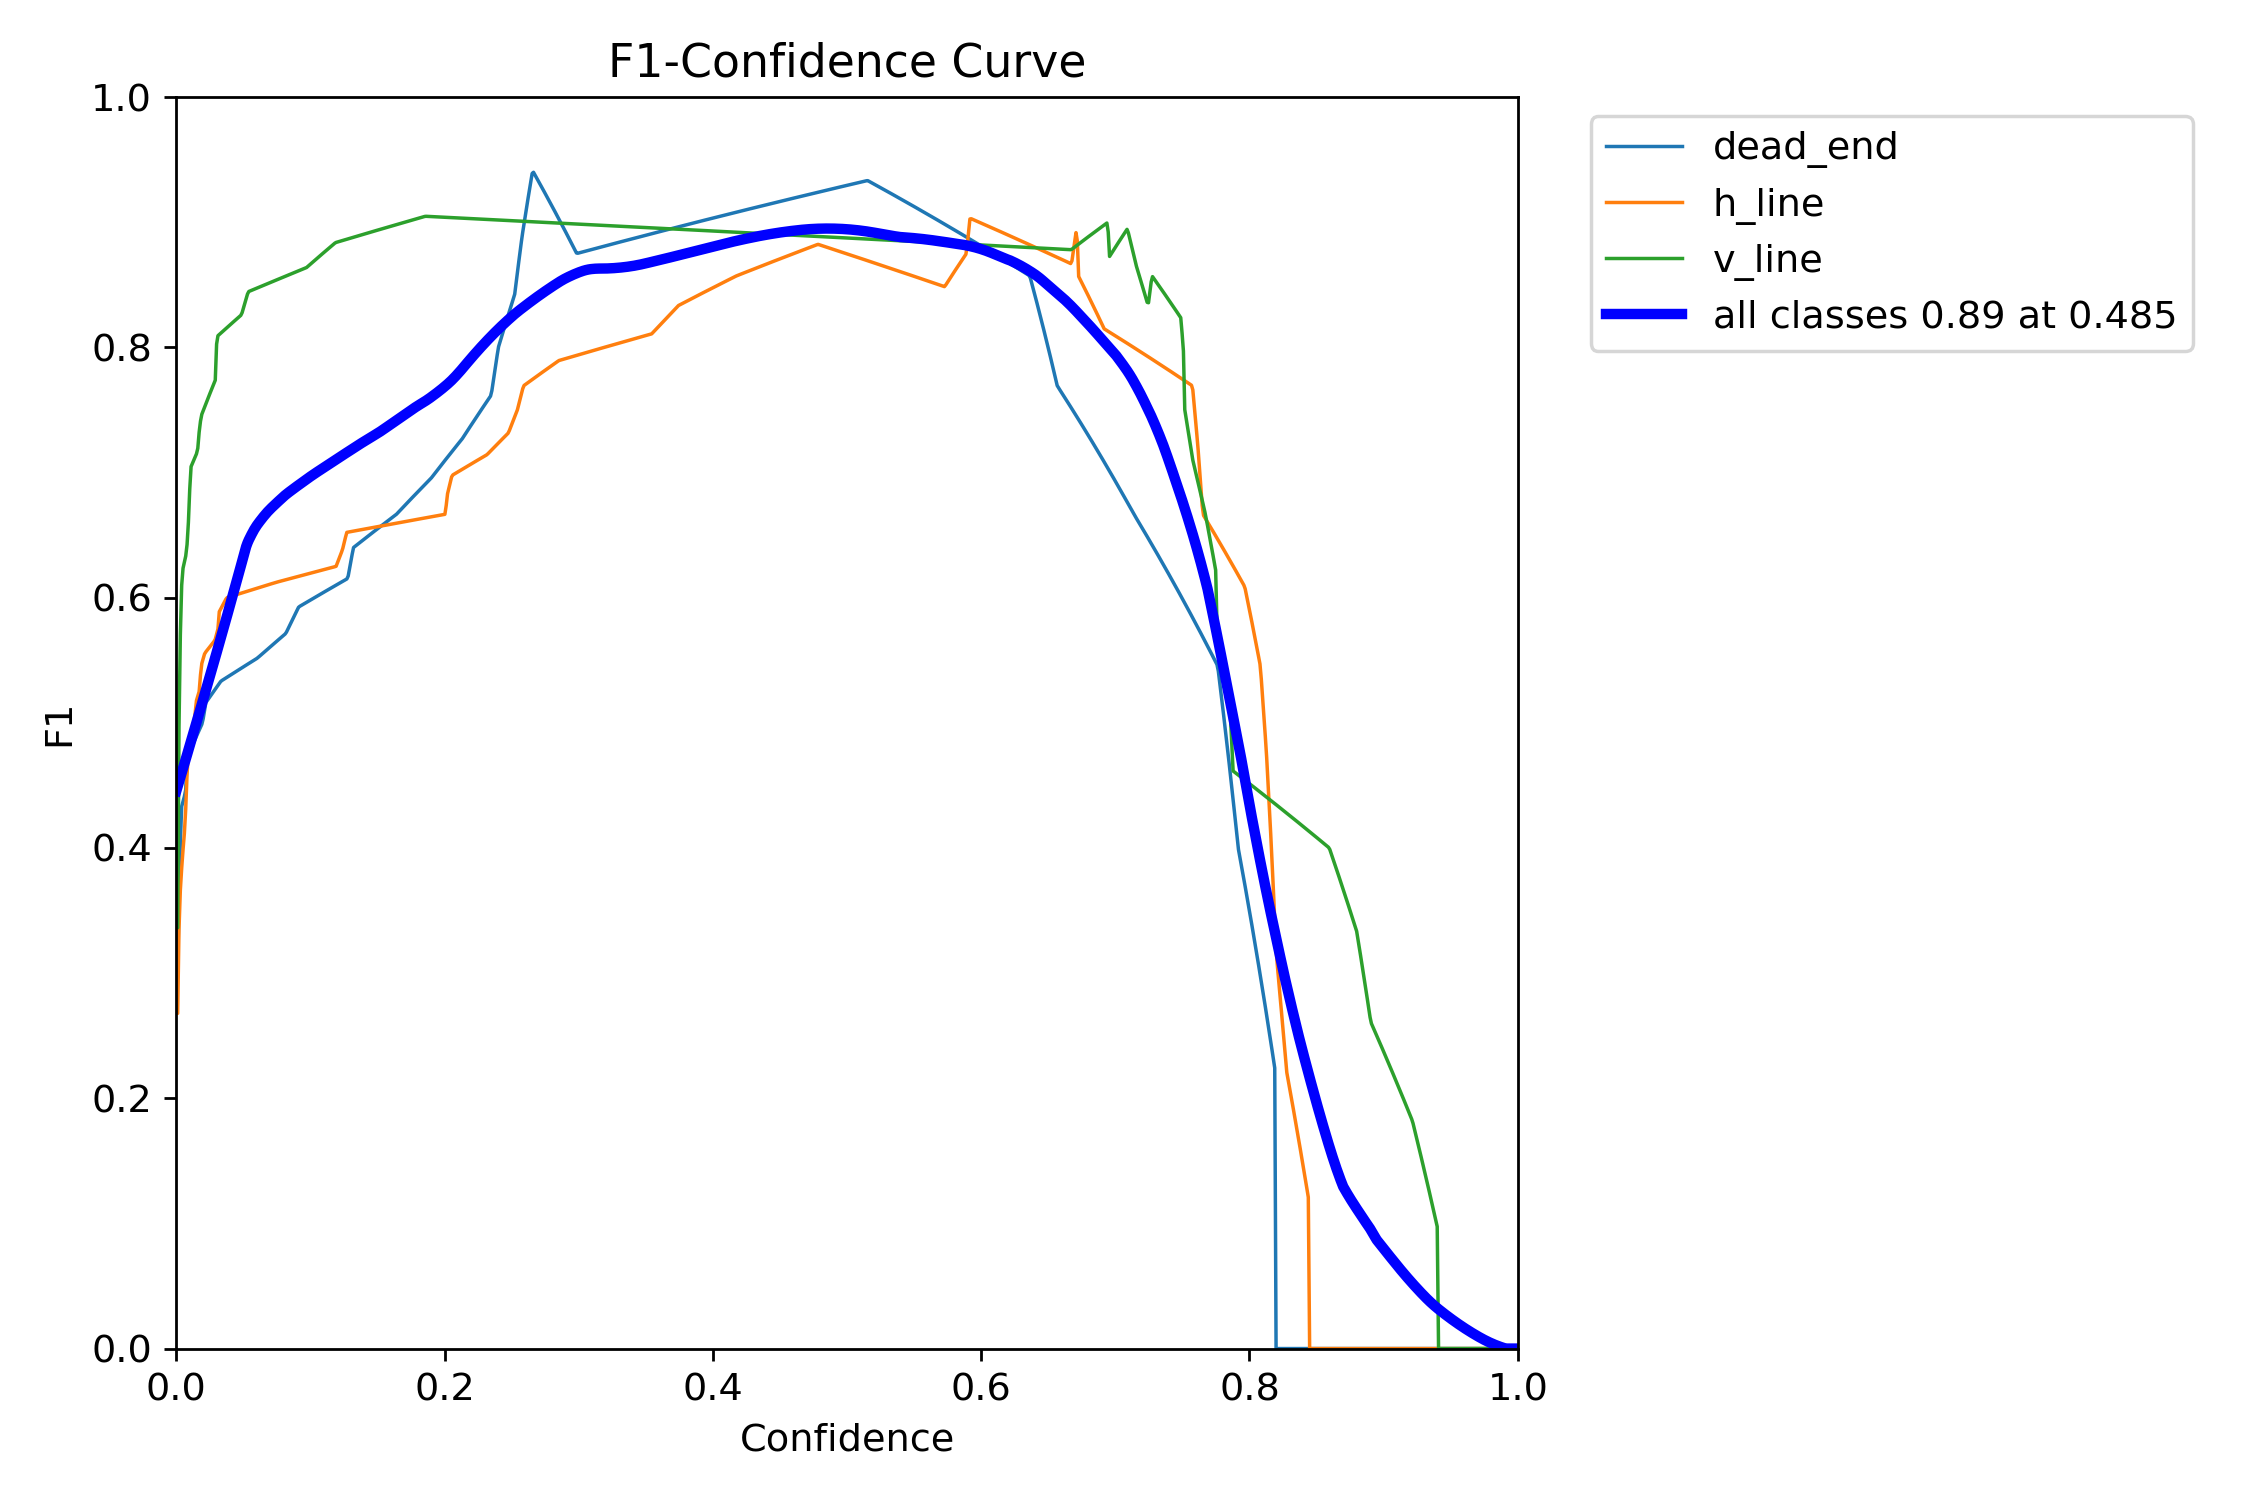 F1-Confidence Curve
1.0
0.8
0.6
0.4
0.2
0.0
F1
0.0 0.2 0.4 0.6 0.8 1.0
Confidence
dead_end
h_line
v_line
all classes 0.89 at 0.485